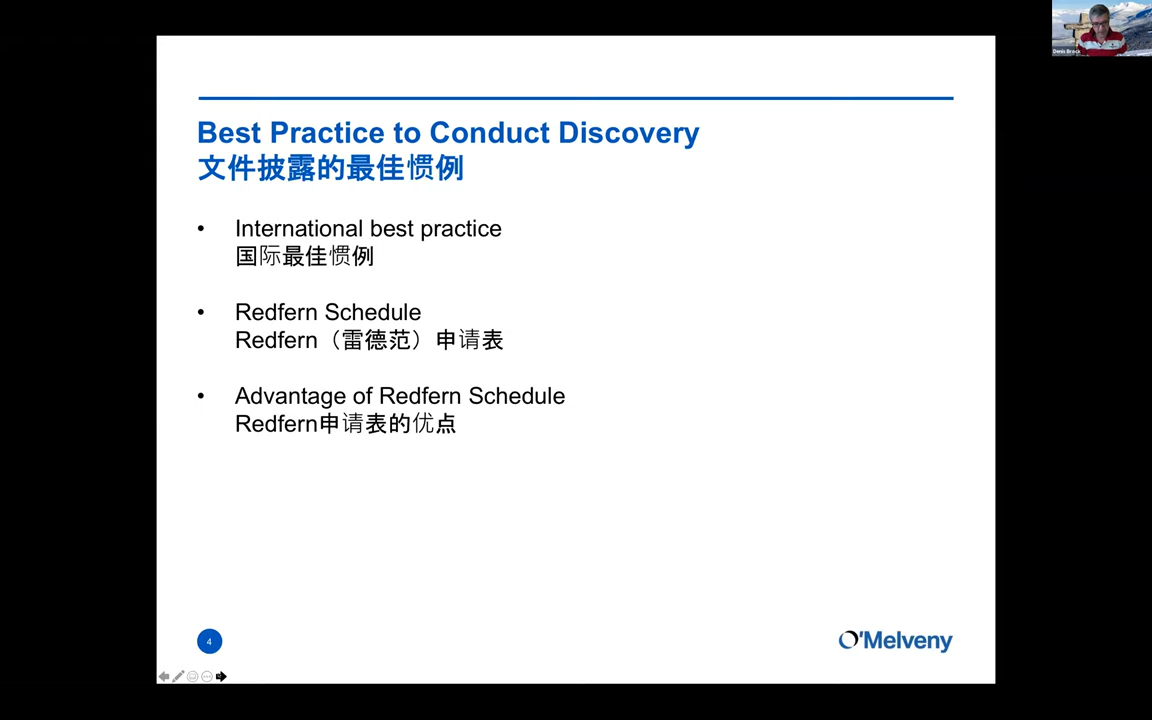 Denis Brock
Best Practice to Conduct Discovery
文件披露的最佳惯例
• International best practice
国际最佳惯例
• Redfern Schedule
Redfern（雷德范）申请表
• Advantage of Redfern Schedule
Redfern申请表的优点
4
O'Melveny